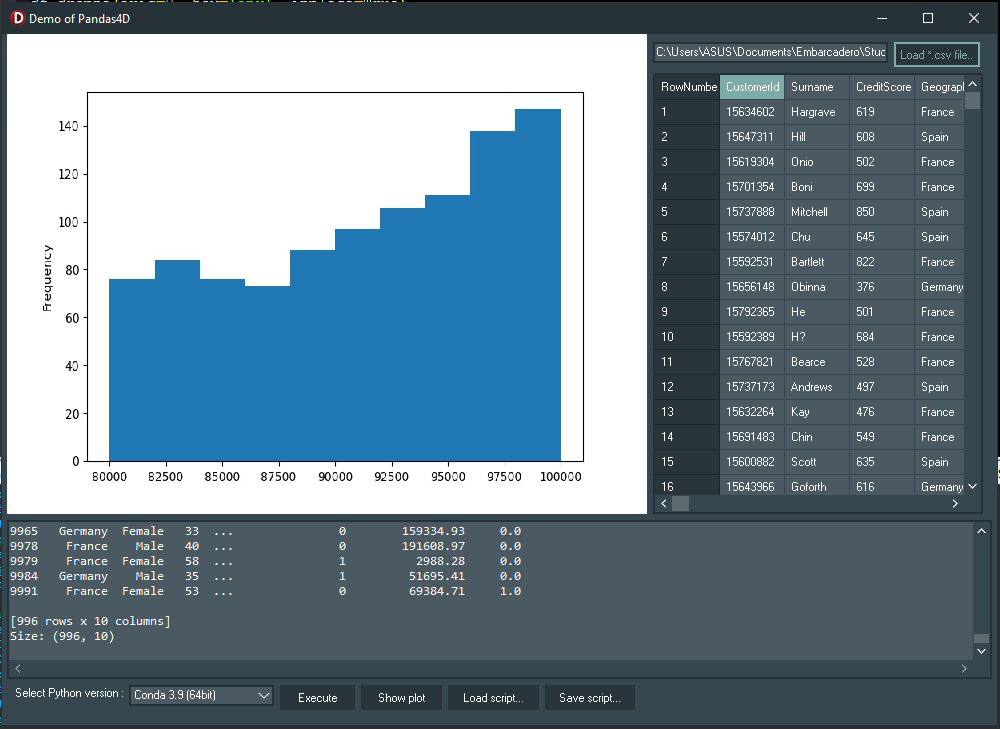 Demo of Pandas4D
C:\Users\ASUS\Documents\Embarcadero\Stud
Load *.csv file..
Frequency
140
120
100
80
60
40
20
0
80000 82500 85000 87500 90000 92500 95000 97500 100000
RowNumbe CustomerId Surname CreditScore Geograpl
1 15634602 Hargrave 619 France
2 15647311 Hill 608 Spain
3 15619304 Onio 502 France
4 15701354 Boni 699 France
5 15737888 Mitchell 850 Spain
6 15574012 Chu 645 Spain
7 15592531 Bartlett 822 France
8 15656148 Obinna 376 Germany
9 15792365 He 501 France
10 15592389 H? 684 France
11 15767821 Bearce 528 France
12 15737173 Andrews 497 Spain
13 15632264 Kay 476 France
14 15691483 Chin 549 France
15 15600882 Scott 635 Spain
16 15643966 Goforth 616 Germany
9965 Germany Female 33 ... 0 159334.93 0.0
9978 France Male 40 ... 0 191608.97 0.0
9979 France Female 58 ... 1 2988.28 0.0
9984 Germany Male 35 ... 1 51695.41 0.0
9991 France Female 53 ... 0 69384.71 1.0
[996 rows x 10 columns]
Size: (996, 10)
Select Python version : Conda 3.9 (64bit) Execute Show plot Load script... Save script...